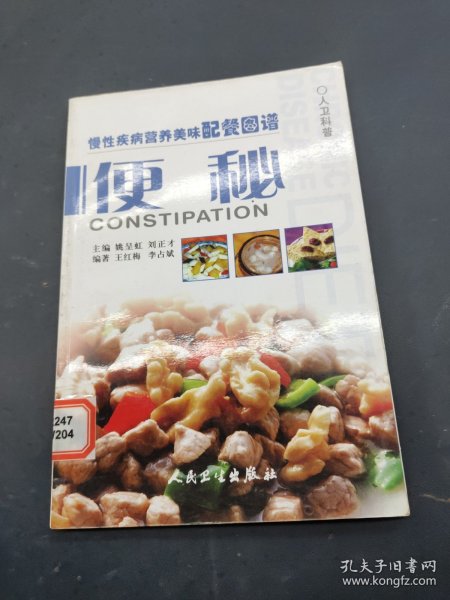 人卫科普
慢性疾病营养美味配餐图谱
便秘
CONSTIPATION
主编 姚呈虹 刘正才
编著 王红梅 李占斌
247
/204
人民卫生出版社
孔夫子旧书网
www.kongfz.com